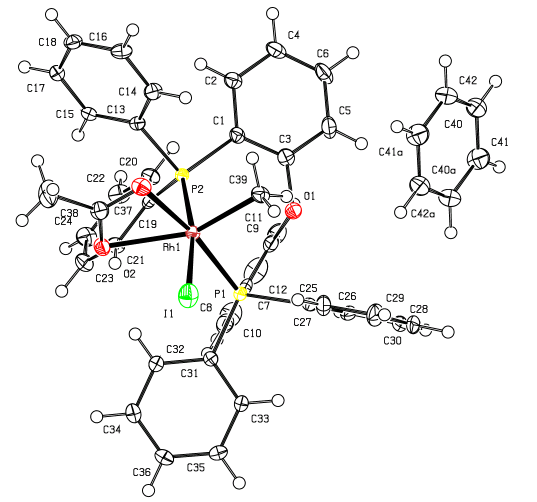 C18 C16 C4
C42
C17 C14 C2 C6 C40
C15 C13 C1 C5 C41
C3 C41a
C20 C40a
C22 P2 C39 O1
C38 C37 C19 C11 C42a
C24 C9
Rh1
C23 C21 O2
P1 C12 C25 C26 C29
I1 C8 C7 C27 C28
C10 C30
C32 C31
C33
C34
C36 C35